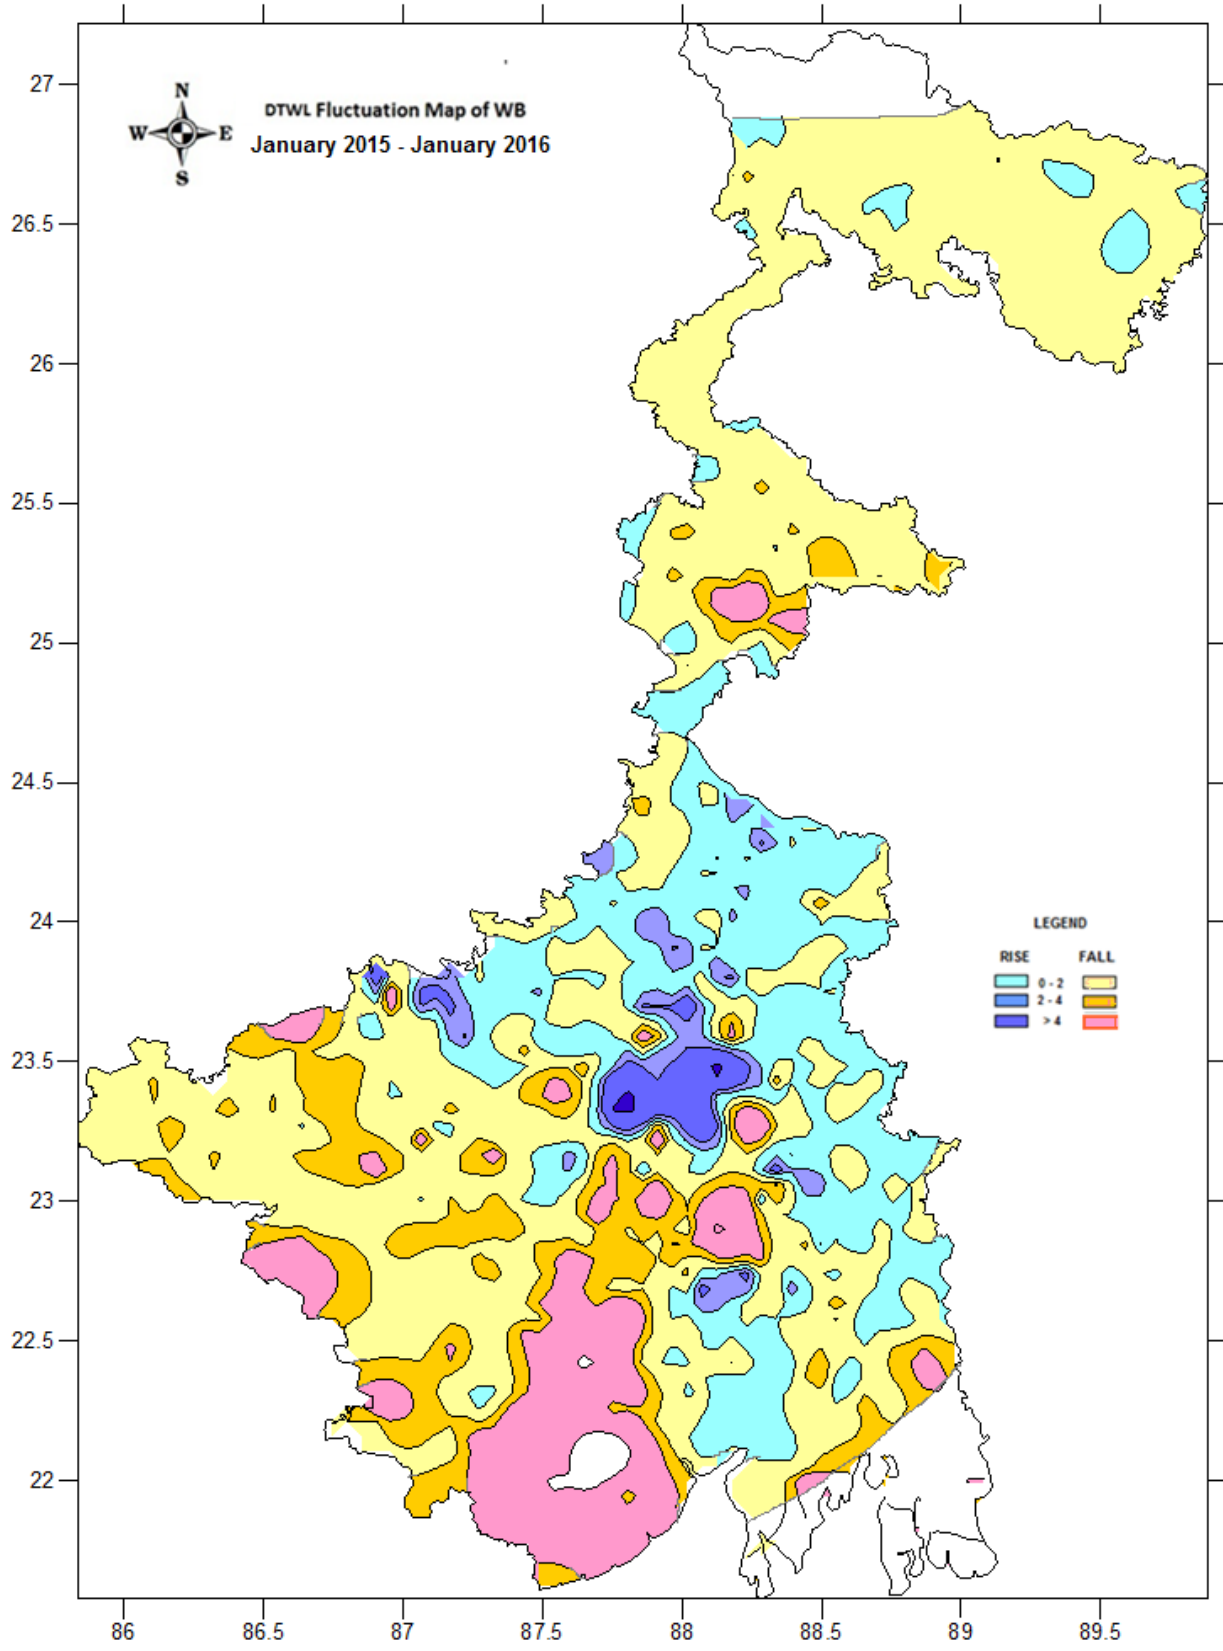 27
N
W E
S
DTWL Fluctuation Map of WB
January 2015 - January 2016
26.5
26
25.5
25
24.5
24
LEGEND
RISE FALL
0 - 2
2 - 4
> 4
23.5
23
22.5
22
86 86.5 87 87.5 88 88.5 89 89.5